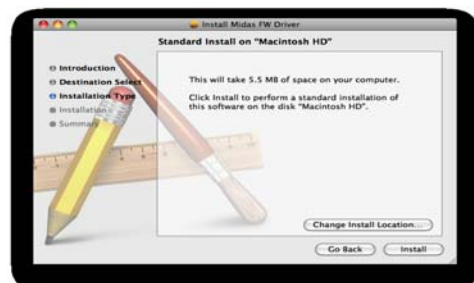 Install Midas FW Driver
Standard Install on "Macintosh HD"
Introduction
Destination Select
Installation Type
Installation
Summary
This will take 5.5 MB of space on your computer.
Click Install to perform a standard installation of
this software on the disk "Macintosh HD".
Change Install Location...
Go Back
Install